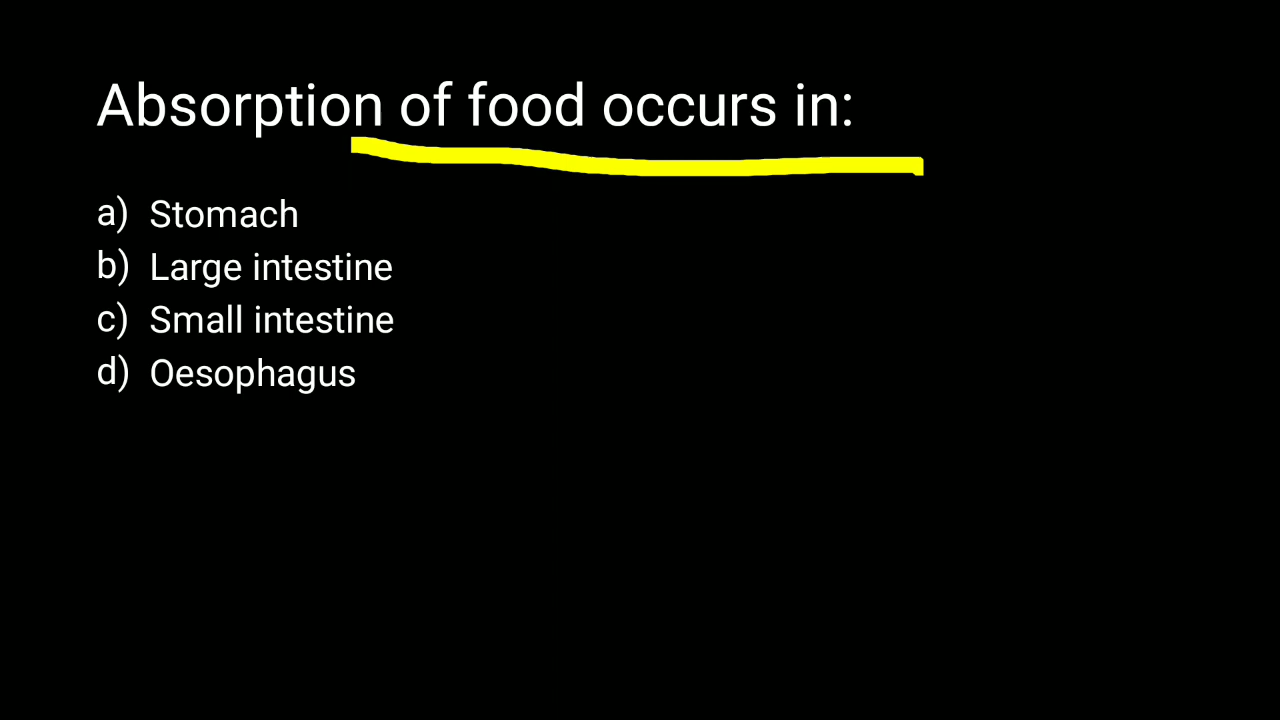 Absorption of food occurs in:
a) Stomach
b) Large intestine
c) Small intestine
d) Oesophagus